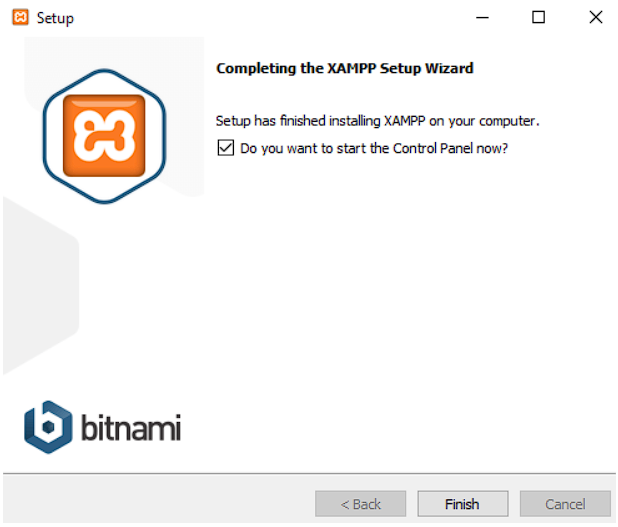 Setup
Completing the XAMPP Setup Wizard
Setup has finished installing XAMPP on your computer.
Do you want to start the Control Panel now?
bitnami
< Back
Finish
Cancel